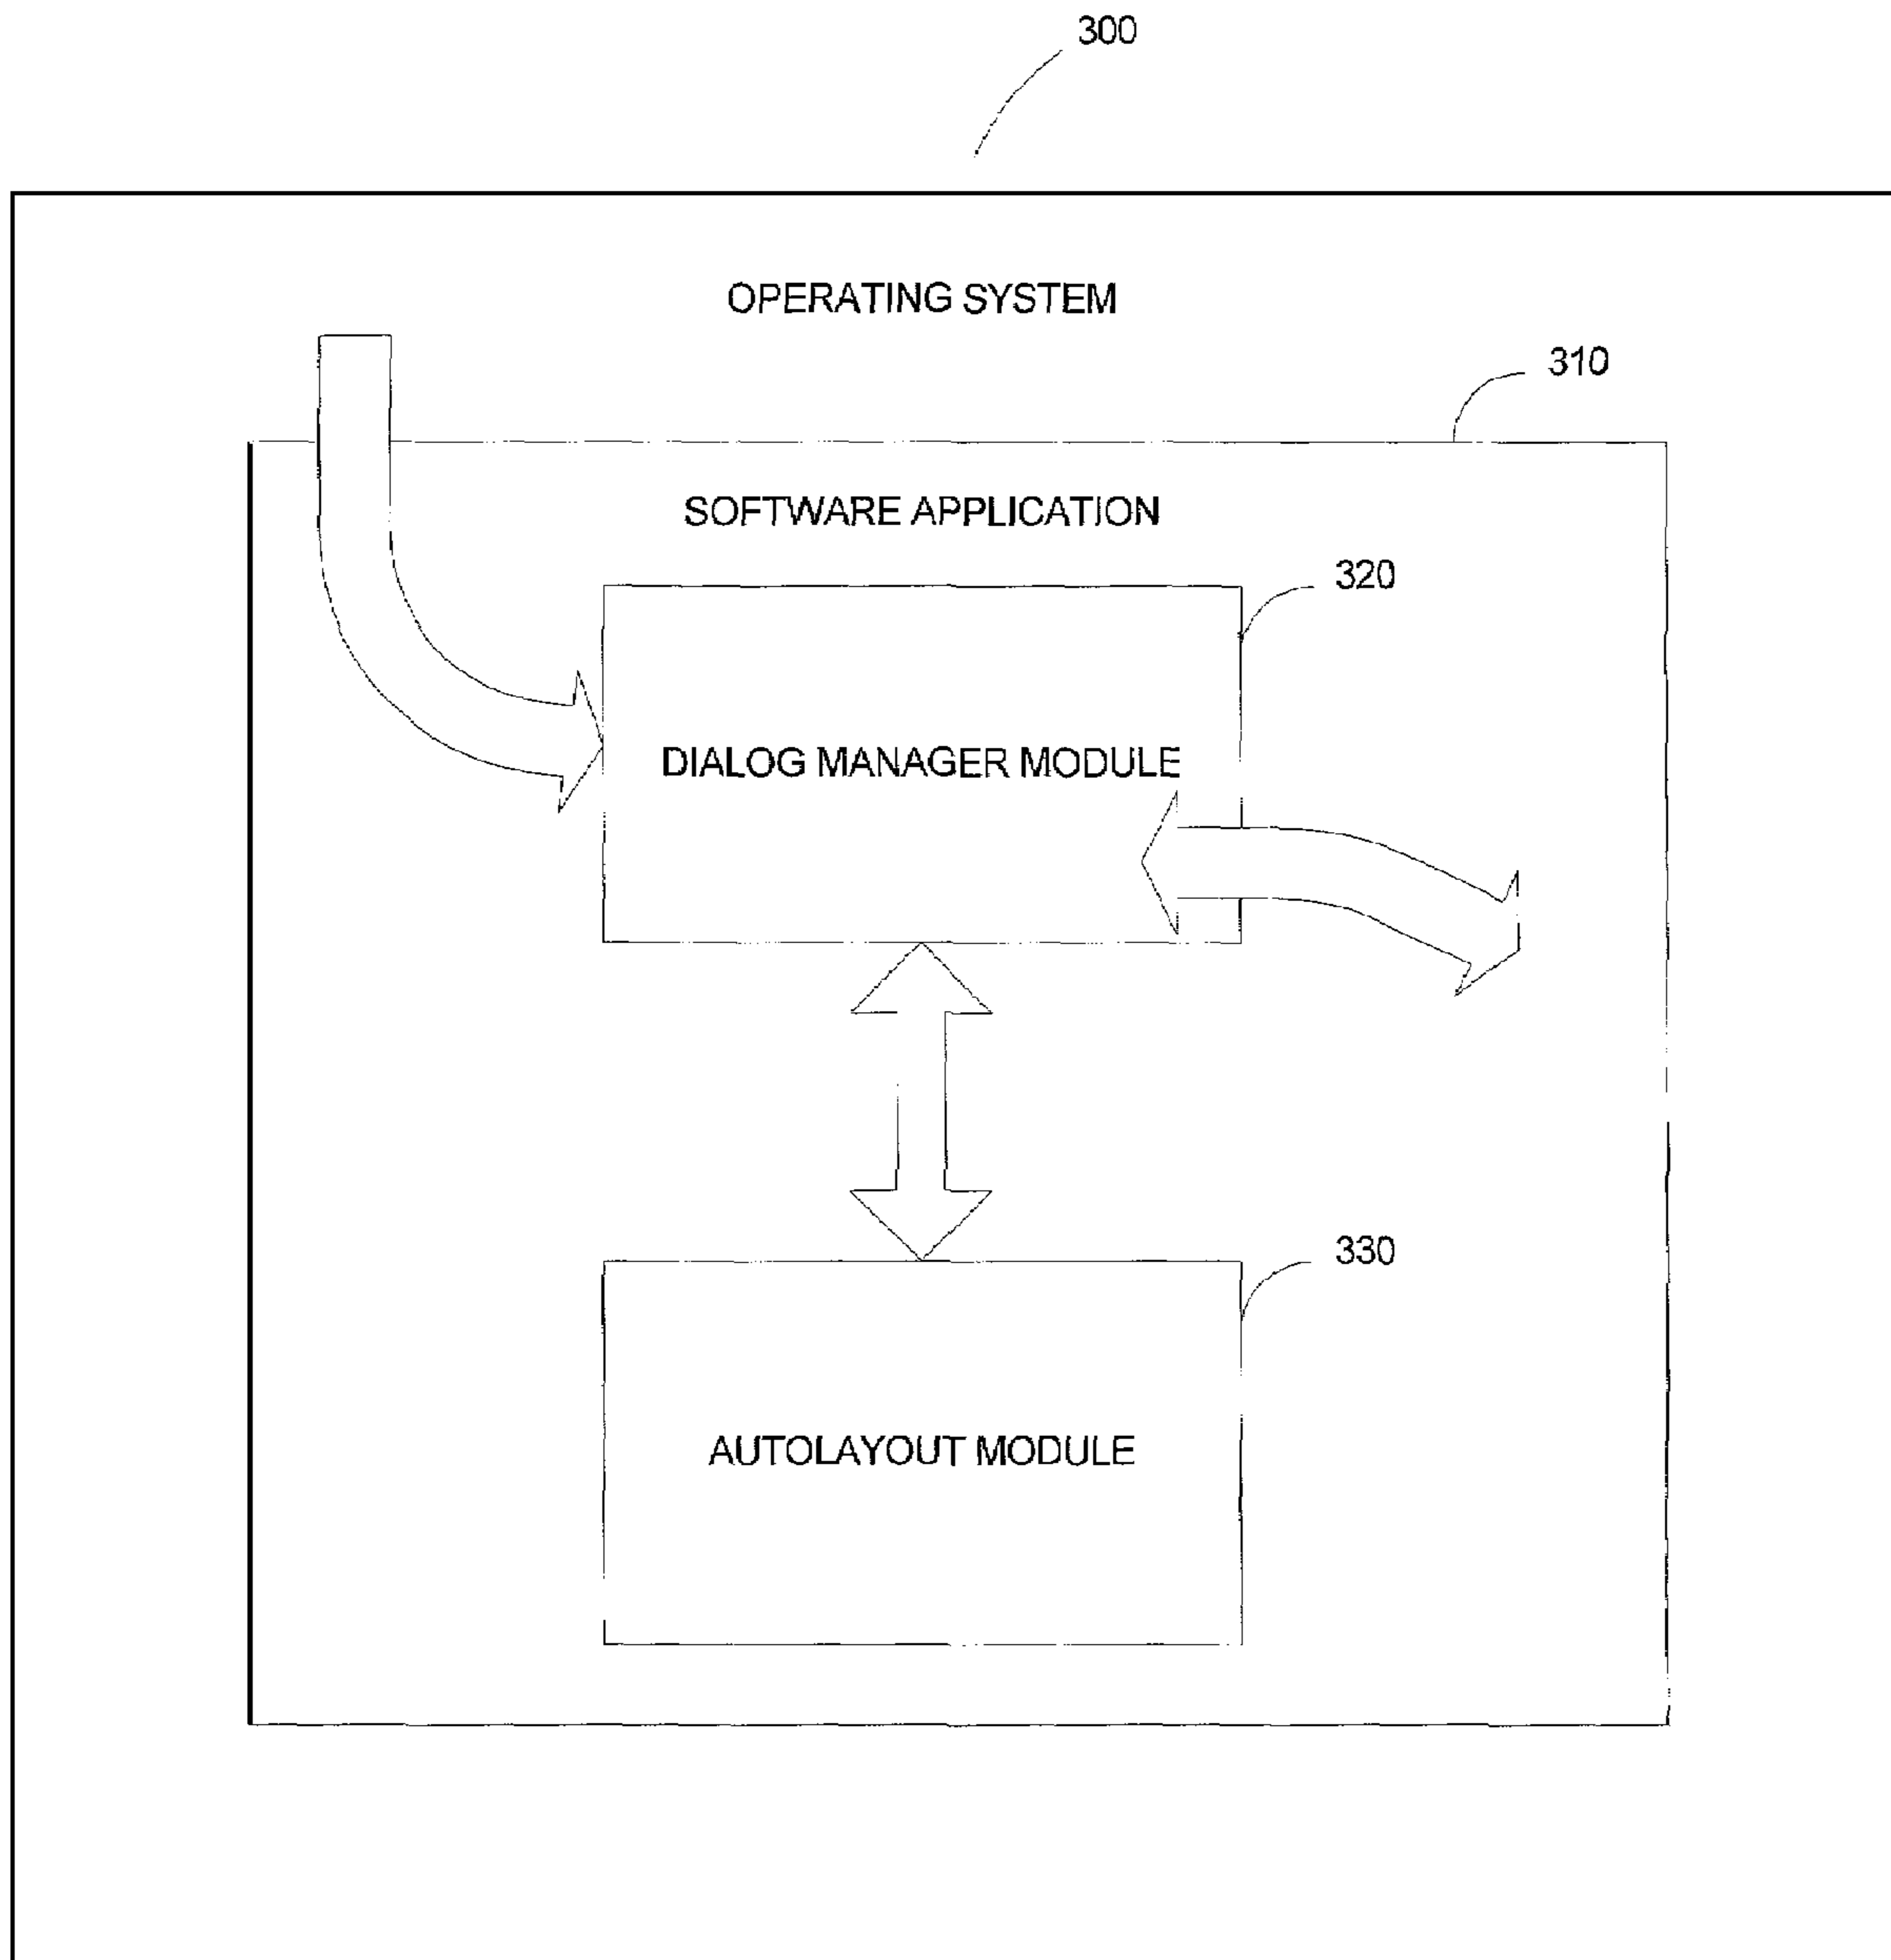 300
OPERATING SYSTEM
310
SOFTWARE APPLICATION
320
DIALOG MANAGER MODULE
330
AUTOLAYOUT MODULE